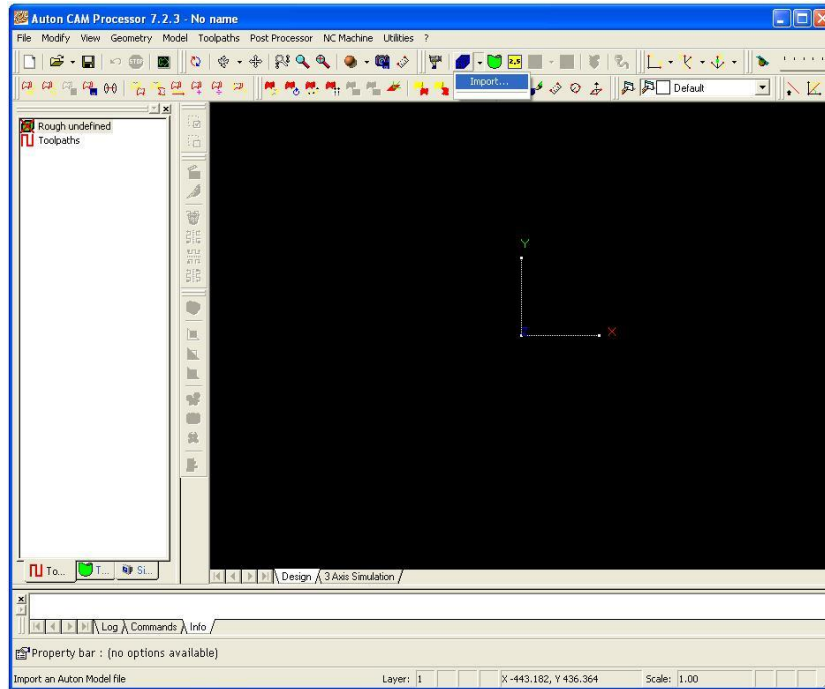 Auton CAM Processor 7.2.3 - No name
File Modify View Geometry Model Toolpaths Post Processor NC Machine Utilities ?
2,5
Import...
Default
Rough undefined
Toolpaths
Y
X
To... T... Si...
Design 3 Axis Simulation
Log Commands Info
Property bar : (no options available)
Import an Auton Model file Layer: 1 X -443.182, Y 436.364 Scale: 1.00